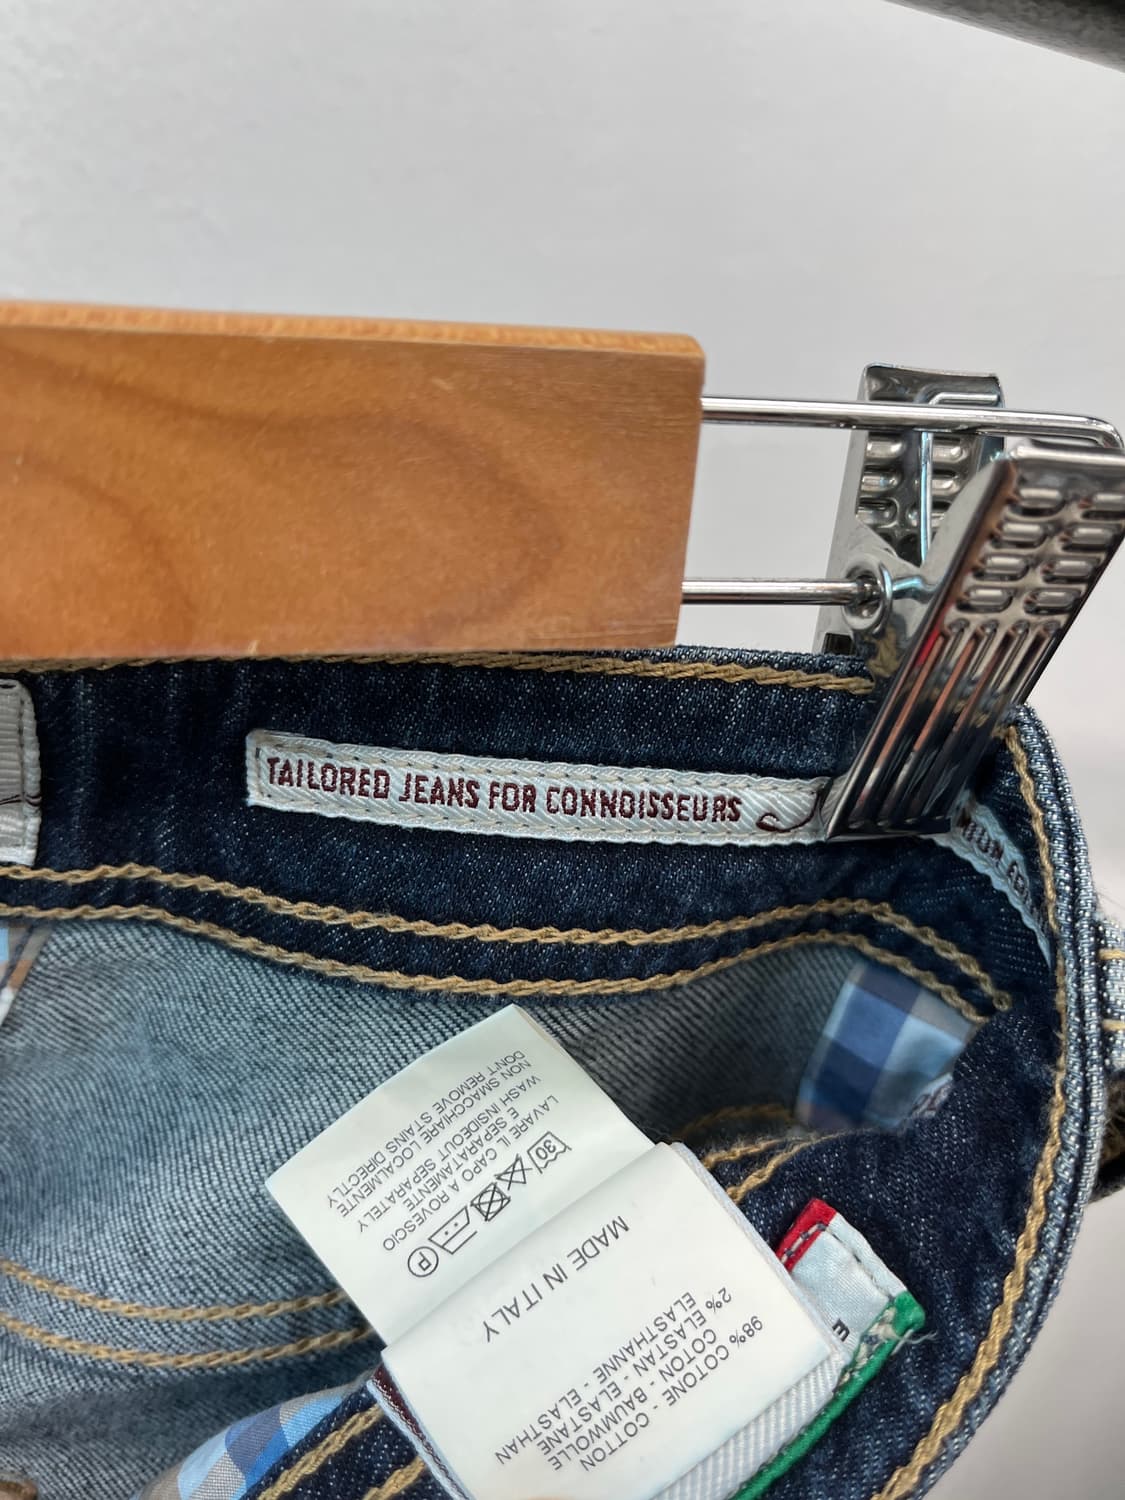 TAILORED JEANS FOR CONNOISSEURS
30
P
LAVARE IL CAPO A ROVESCIO
E SEPARATAMENTE
WASH INSIDEOUT SEPARATELY
NON SMACCHIARE LOCALMENTE
DONT REMOVE STAINS DIRECTLY
MADE IN ITALY
98% COTONE - COTTON
COTON - BAUMWOLLE
2% ELASTAN - ELASTANE
ELASTHANNE - ELASTHAN